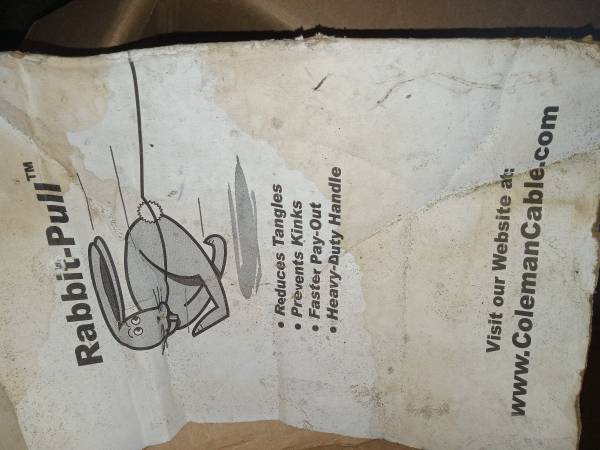 Rabbit-Pull™
• Reduces Tangles
• Prevents Kinks
• Faster Pay-Out
• Heavy-Duty Handle
Visit our Website at:
www.ColemanCable.com